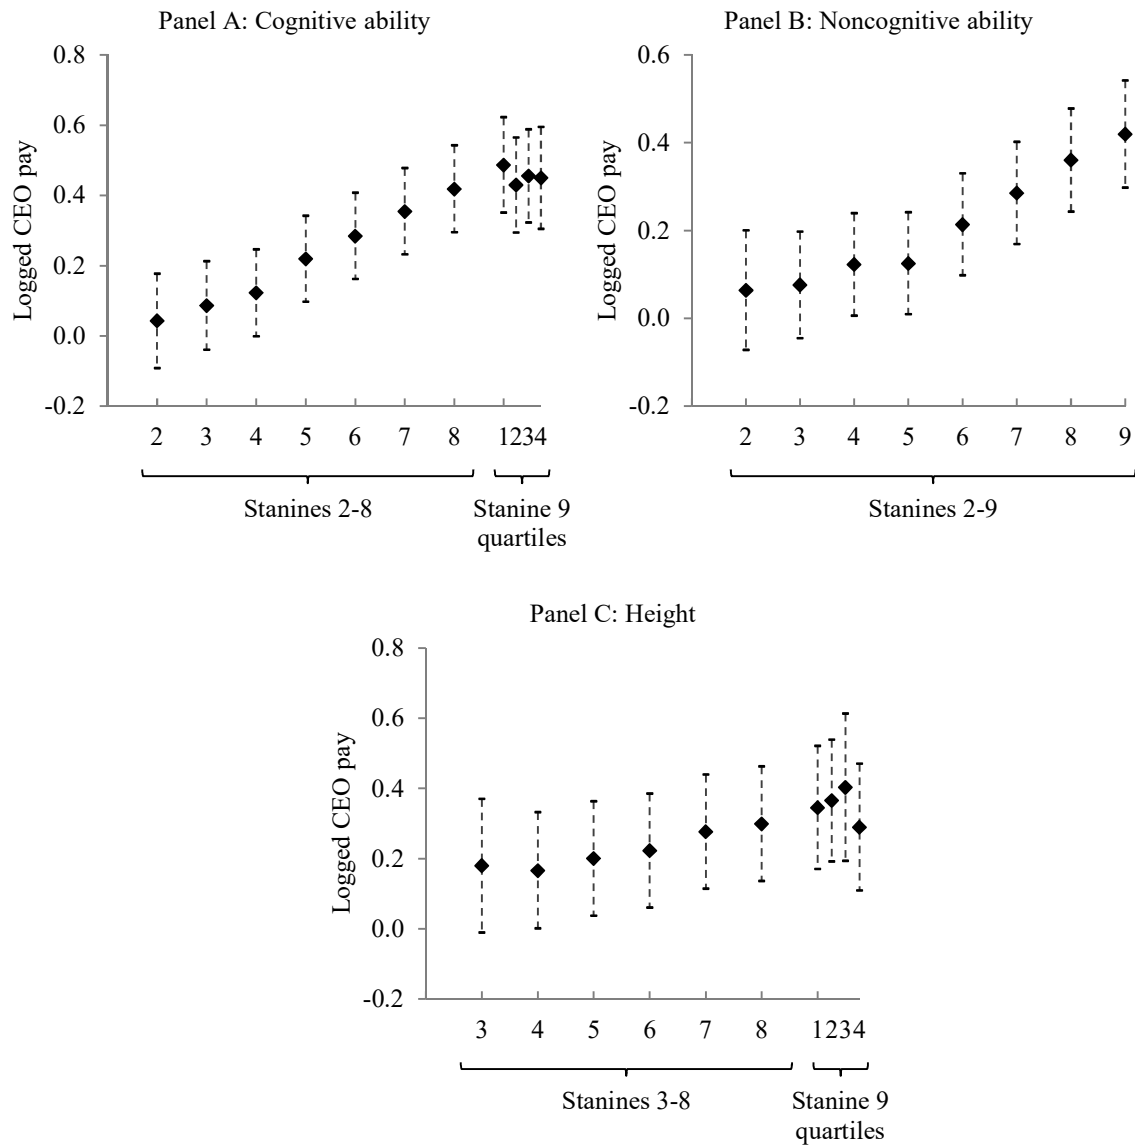 Panel A: Cognitive ability
Logged CEO pay
0.8
0.6
0.4
0.2
0.0
-0.2
2 3 4 5 6 7 8 1234
Stanines 2-8
Stanine 9
quartiles
Panel B: Noncognitive ability
Logged CEO pay
0.6
0.4
0.2
0.0
-0.2
2 3 4 5 6 7 8 9
Stanines 2-9
Panel C: Height
Logged CEO pay
0.8
0.6
0.4
0.2
0.0
-0.2
3 4 5 6 7 8 1234
Stanines 3-8
Stanine 9
quartiles